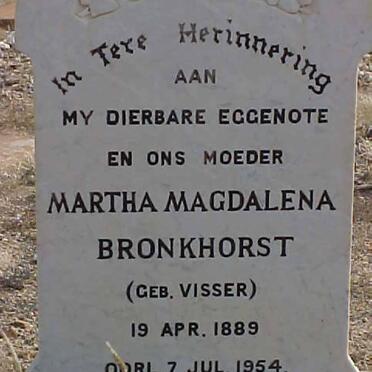 In Tere Herinnering
AAN
MY DIERBARE EGGENOTE
EN ONS MOEDER
MARTHA MAGDALENA
BRONKHORST
(GEB. VISSER)
19 APR. 1889
OORL. 7 JUL. 1954.